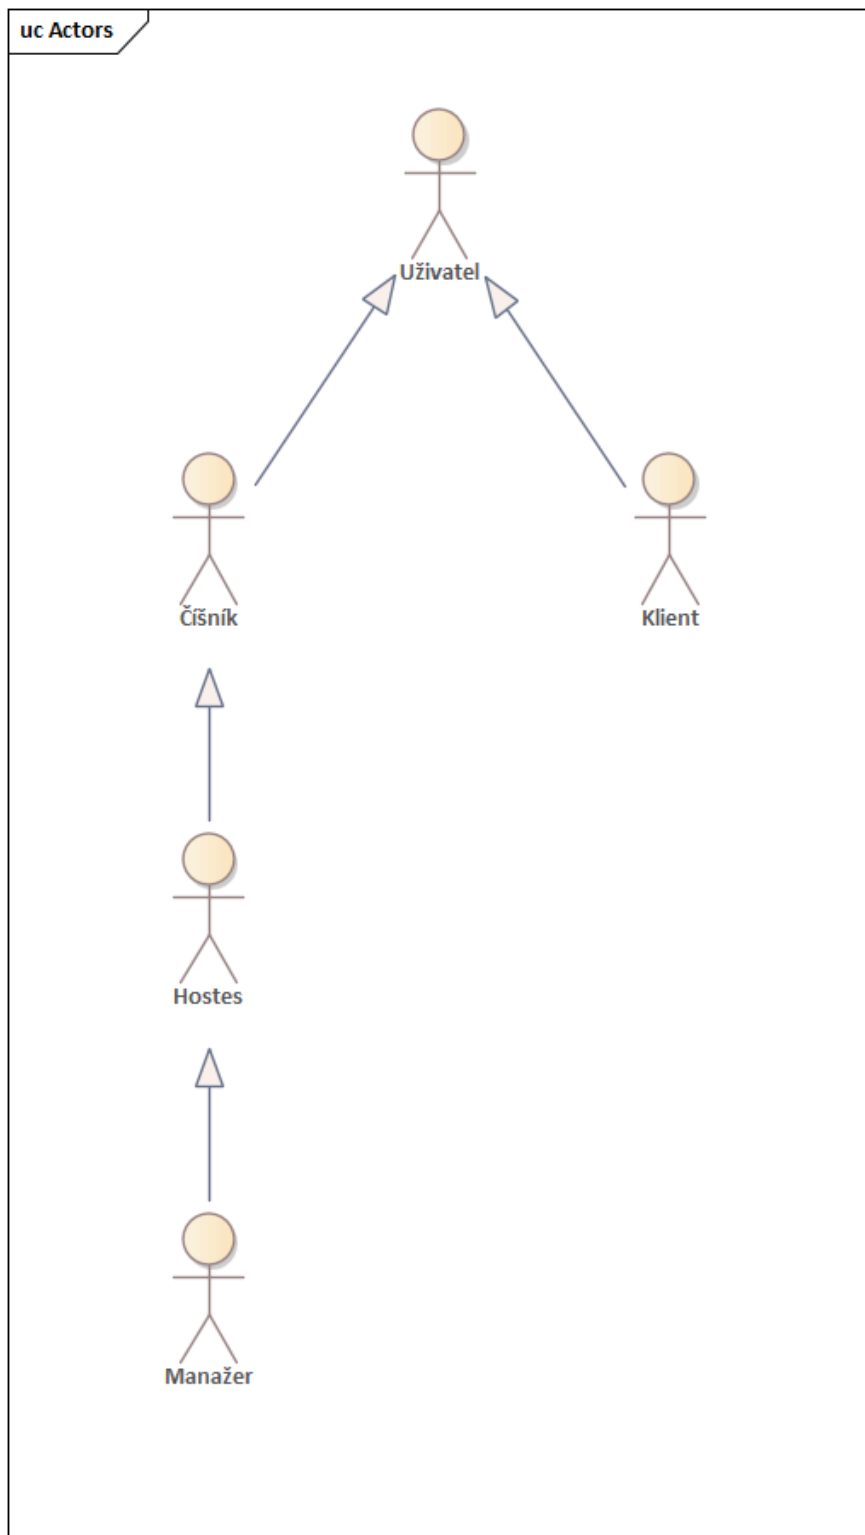 uc Actors
Uživatel
Číšník
Klient
Hostes
Manažer